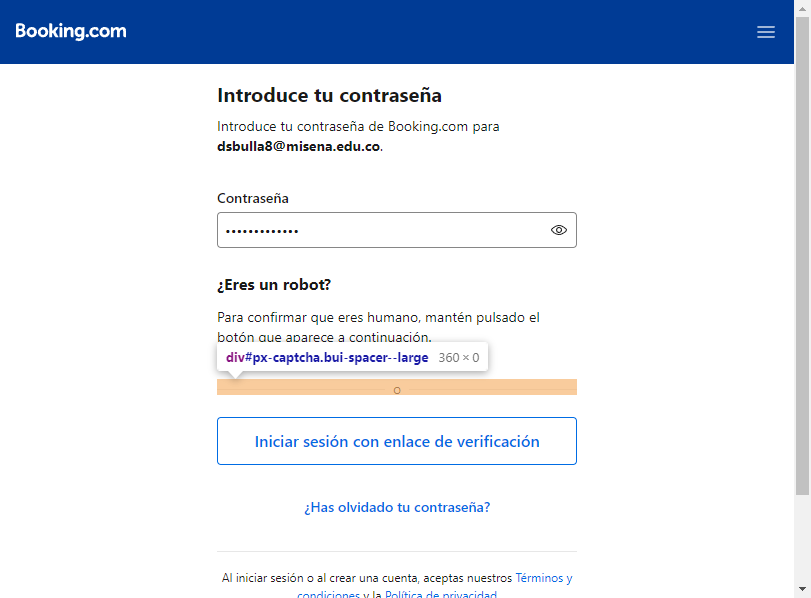 Booking.com
Introduce tu contraseña
Introduce tu contraseña de Booking.com para
dsbulla8@misena.edu.co.
Contraseña
•••••••••••••
¿Eres un robot?
Para confirmar que eres humano, mantén pulsado el
botón que aparece a continuación.
div#px-captcha.bui-spacer--large 360 × 0
o
Iniciar sesión con enlace de verificación
¿Has olvidado tu contraseña?
Al iniciar sesión o al crear una cuenta, aceptas nuestros Términos y
condiciones y la Política de privacidad.